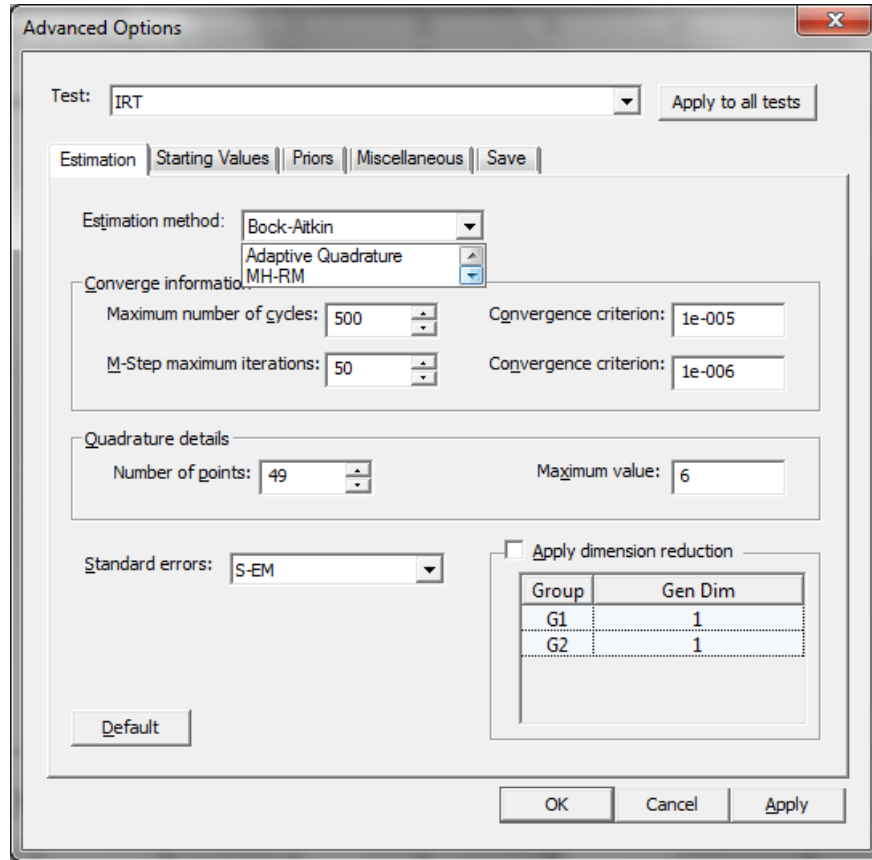 Advanced Options
Test: IRT Apply to all tests
Estimation Starting Values Priors Miscellaneous Save
Estimation method: Bock-Aitkin
Adaptive Quadrature
MH-RM
Converge information
Maximum number of cycles: 500 Convergence criterion: 1e-005
M-Step maximum iterations: 50 Convergence criterion: 1e-006
Quadrature details
Number of points: 49 Maximum value: 6
Standard errors: S-EM
Apply dimension reduction
Group Gen Dim
G1 1
G2 1
Default
OK Cancel Apply